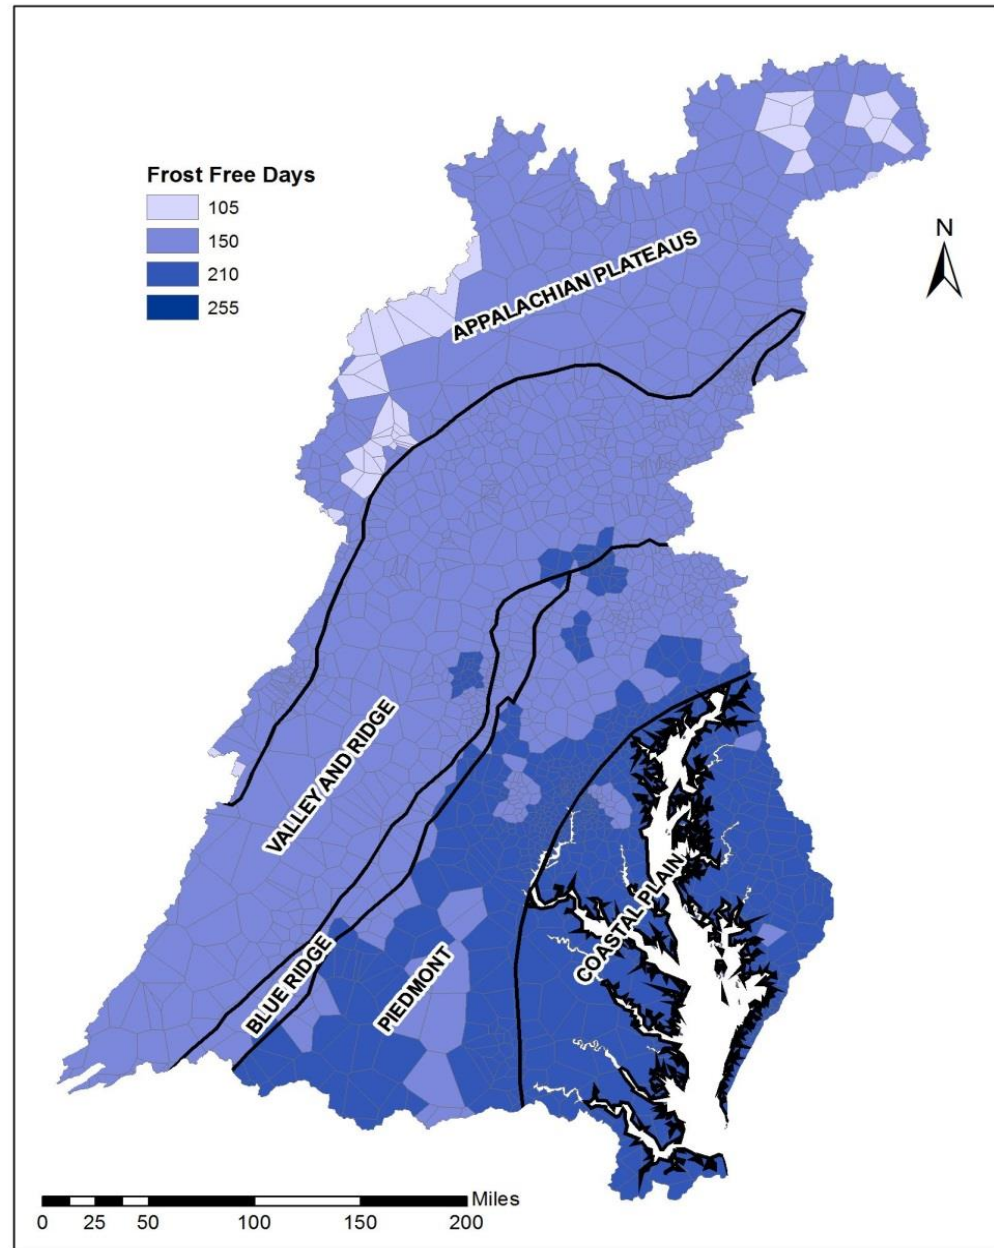 Frost Free Days
105
150
210
255
N
APPALACHIAN PLATEAUS
VALLEY AND RIDGE
BLUE RIDGE
PIEDMONT
COASTAL PLAIN
Miles
0 25 50 100 150 200